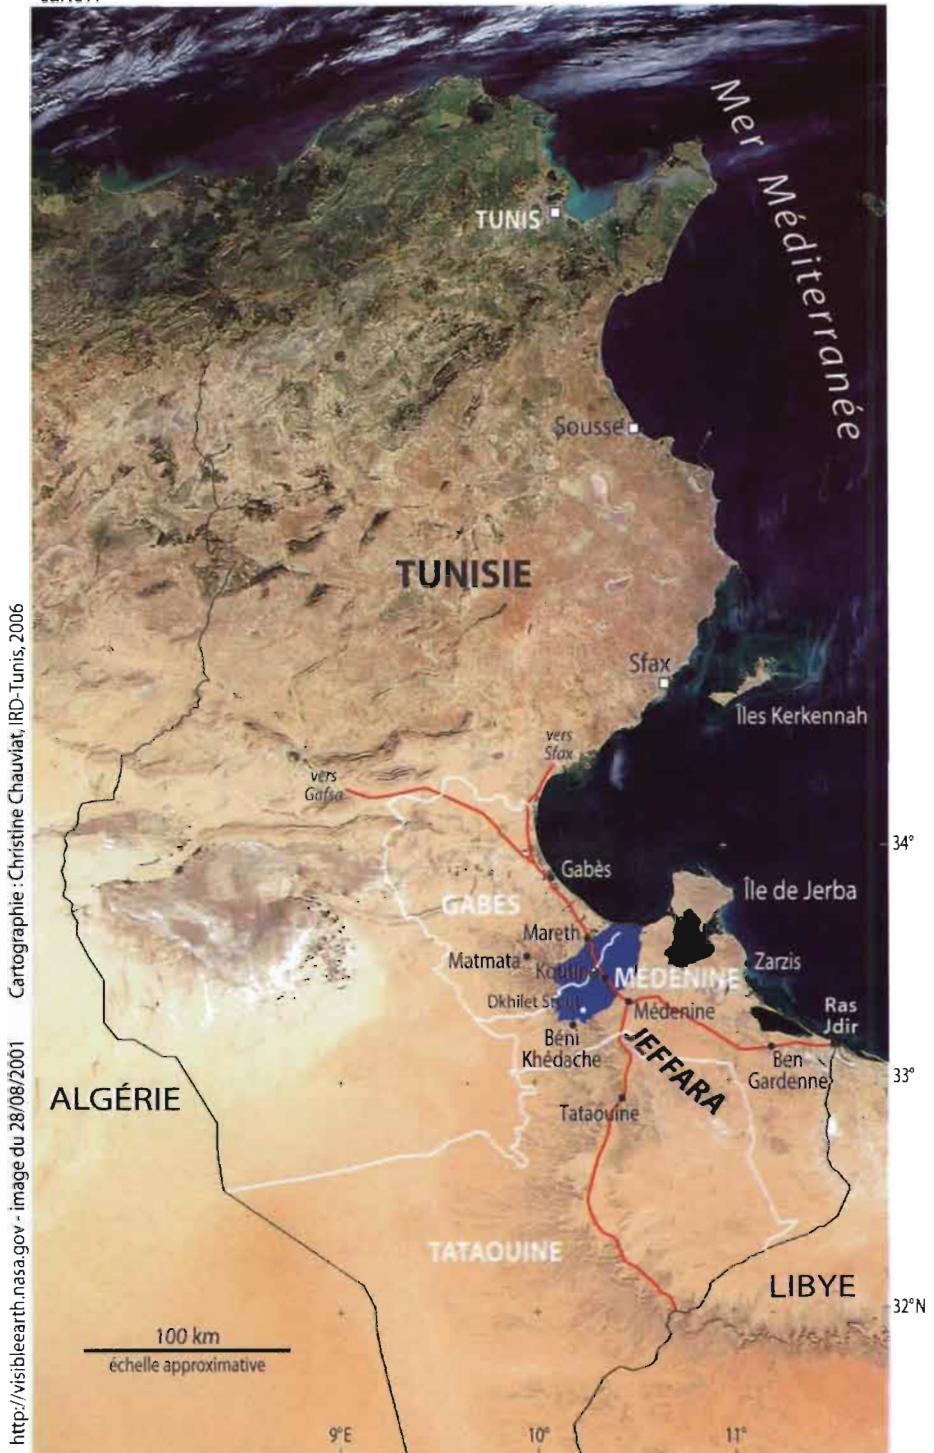 Mer
Méditerranée
TUNIS
Sousse
TUNISIE
Sfax
Îles Kerkennah
vers
Sfax
vers
Gafsa
34°
Gabès
Île de Jerba
GABÈS
Mareth
Zarzis
Matmata
Koutin
MÉDENINE
Dkhilet
Médenine
Ras
Jdir
Béni
Khédache
JEFFARA
Ben
Gardenne
33°
ALGÉRIE
Tataouine
TATAOUINE
LIBYE
32°N
100 km
échelle approximative
9°E
10°
11°
http://visibleearth.nasa.gov - image du 28/08/2001 Cartographie : Christine Chauviat, IRD-Tunis, 2006